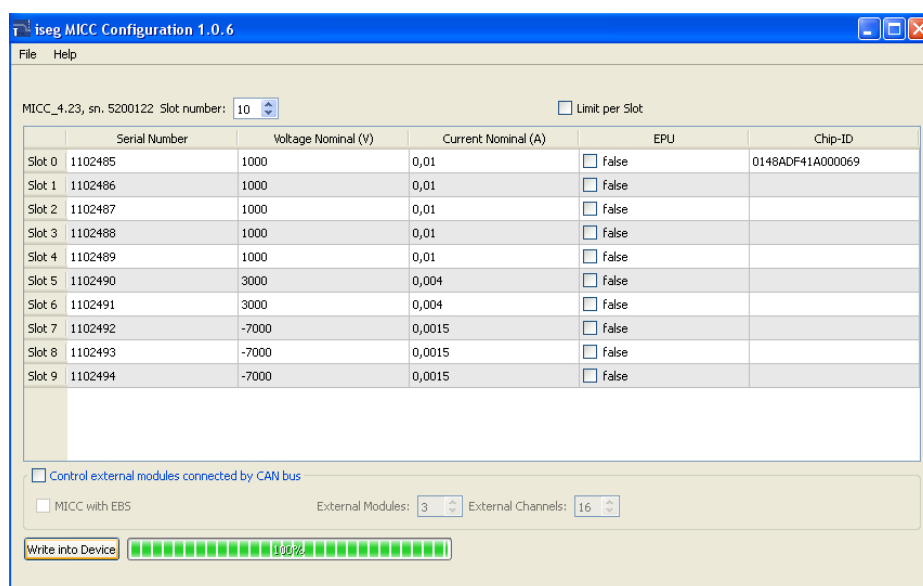 iseg MICC Configuration 1.0.6
File Help
MICC_4.23, sn. 5200122 Slot number: 10 Limit per Slot
Serial Number Voltage Nominal (V) Current Nominal (A) EPU Chip-ID
Slot 0 1102485 1000 0,01 false 0148ADF41A000069
Slot 1 1102486 1000 0,01 false
Slot 2 1102487 1000 0,01 false
Slot 3 1102488 1000 0,01 false
Slot 4 1102489 1000 0,01 false
Slot 5 1102490 3000 0,004 false
Slot 6 1102491 3000 0,004 false
Slot 7 1102492 -7000 0,0015 false
Slot 8 1102493 -7000 0,0015 false
Slot 9 1102494 -7000 0,0015 false
Control external modules connected by CAN bus
MICC with EBS External Modules: 3 External Channels: 16
Write into Device 100%